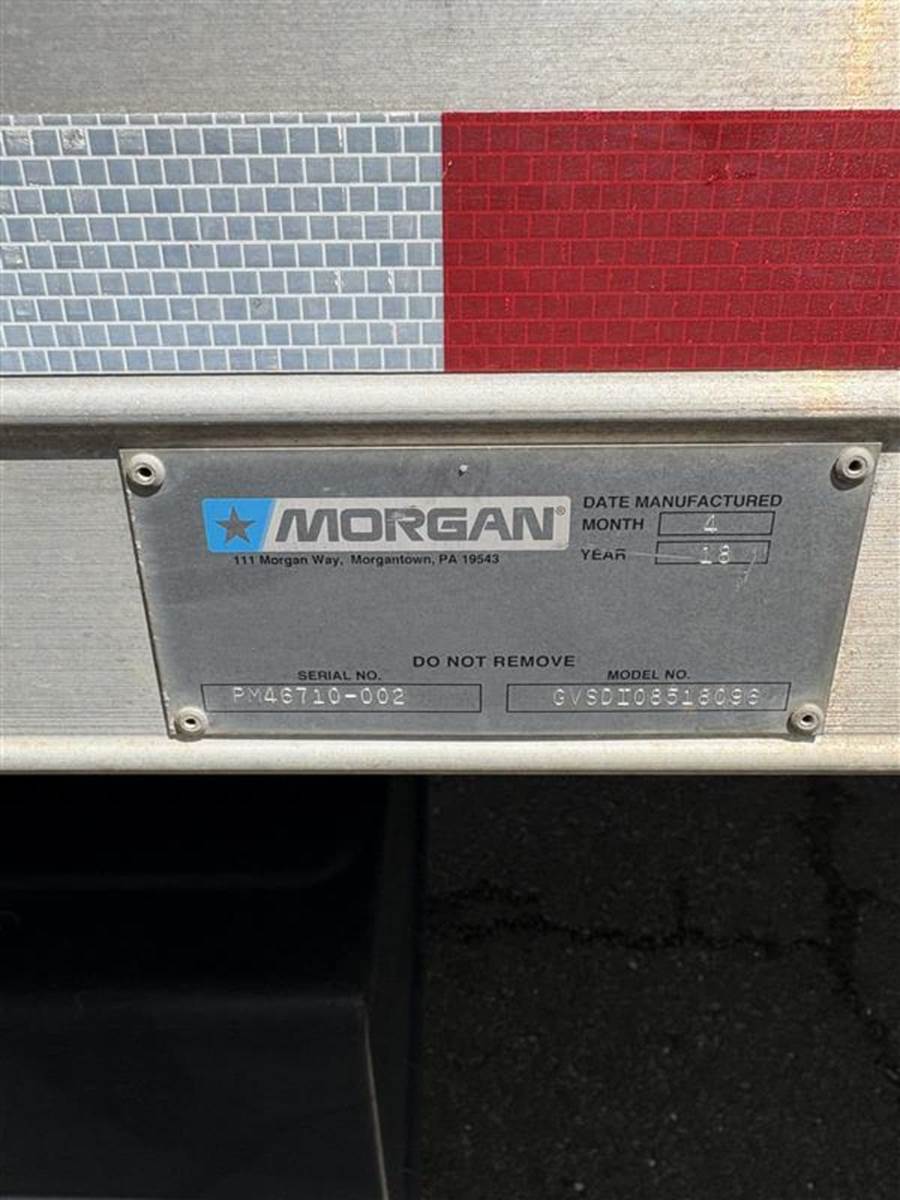 MORGAN®
111 Morgan Way, Morgantown, PA 19543
DATE MANUFACTURED
MONTH 4
YEAR 18
DO NOT REMOVE
SERIAL NO.
PM46710-002
MODEL NO.
GVSDI08518096